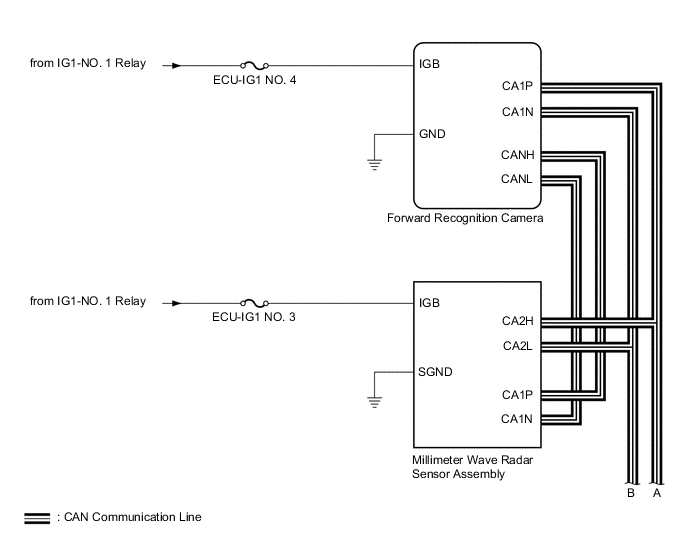 from IG1-NO. 1 Relay
ECU-IG1 NO. 4
IGB
GND
CA1P
CA1N
CANH
CANL
Forward Recognition Camera
from IG1-NO. 1 Relay
ECU-IG1 NO. 3
IGB
SGND
CA2H
CA2L
CA1P
CA1N
Millimeter Wave Radar
Sensor Assembly
B A
: CAN Communication Line